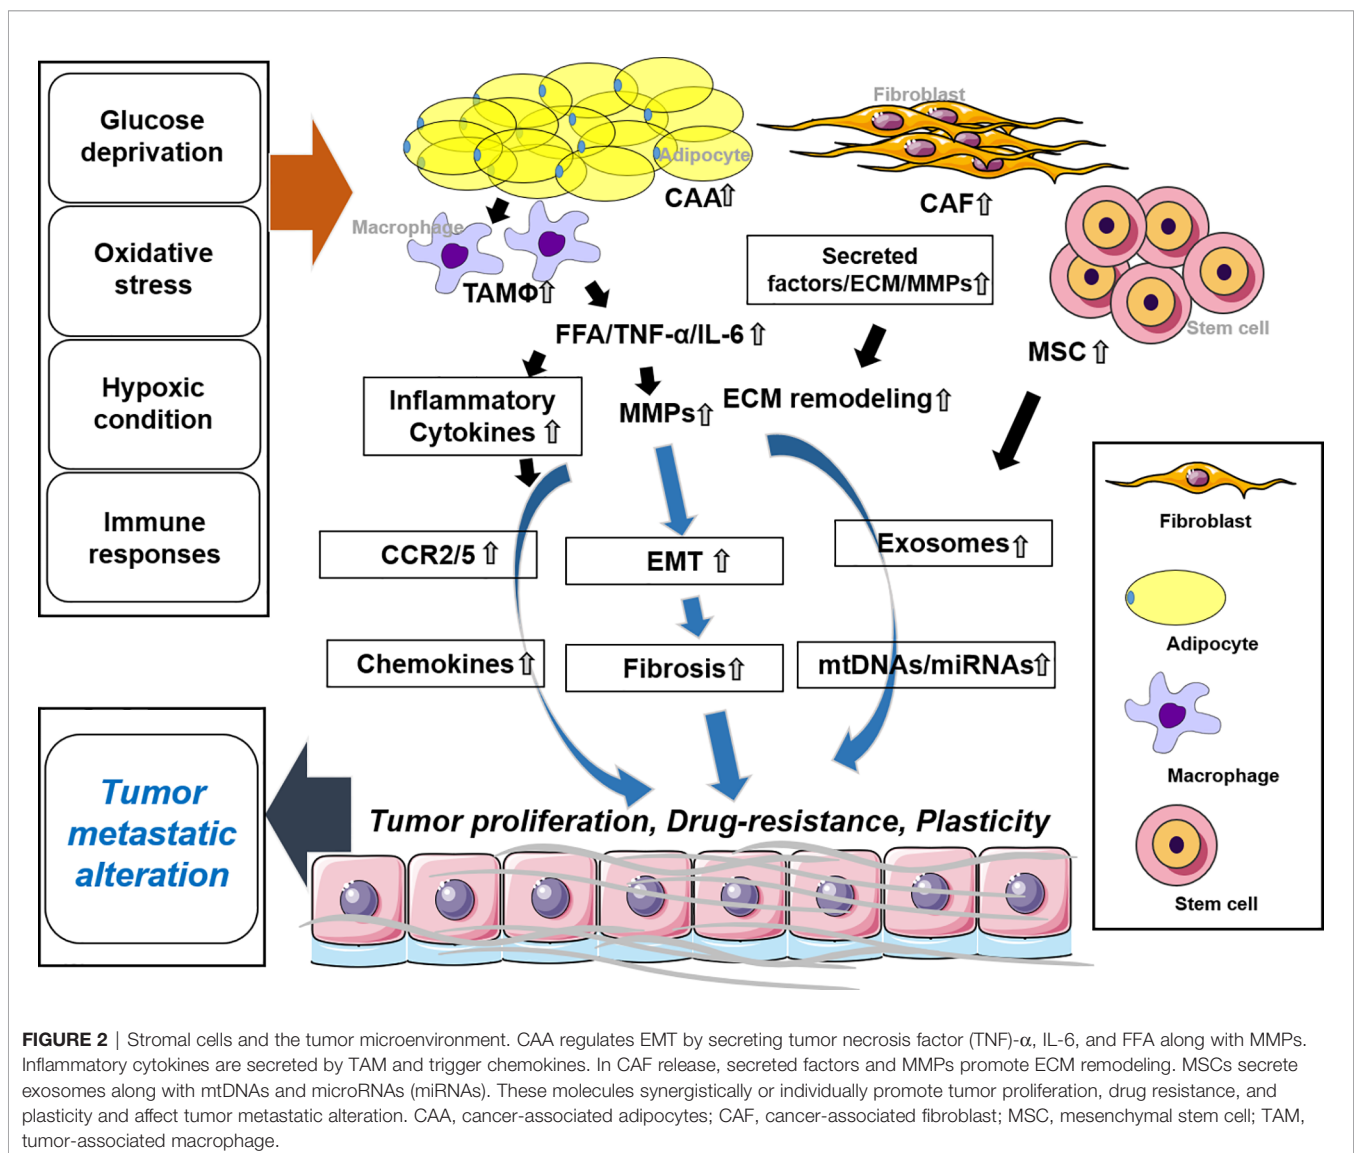 Glucose
deprivation
Oxidative
stress
Hypoxic
condition
Immune
responses
Adipocyte
CAA⇧
Macrophage
TAMΦ⇧
Fibroblast
CAF⇧
Secreted
factors/ECM/MMPs⇧
Stem cell
MSC⇧
FFA/TNF-α/IL-6⇧
Inflammatory
Cytokines⇧
MMPs⇧
ECM remodeling⇧
CCR2/5⇧
EMT⇧
Exosomes⇧
Chemokines⇧
Fibrosis⇧
mtDNAs/miRNAs⇧
Tumor proliferation, Drug-resistance, Plasticity
Tumor
metastatic
alteration
Fibroblast
Adipocyte
Macrophage
Stem cell
FIGURE 2 | Stromal cells and the tumor microenvironment. CAA regulates EMT by secreting tumor necrosis factor (TNF)-α, IL-6, and FFA along with MMPs.
Inflammatory cytokines are secreted by TAM and trigger chemokines. In CAF release, secreted factors and MMPs promote ECM remodeling. MSCs secrete
exosomes along with mtDNAs and microRNAs (miRNAs). These molecules synergistically or individually promote tumor proliferation, drug resistance, and
plasticity and affect tumor metastatic alteration. CAA, cancer-associated adipocytes; CAF, cancer-associated fibroblast; MSC, mesenchymal stem cell; TAM,
tumor-associated macrophage.